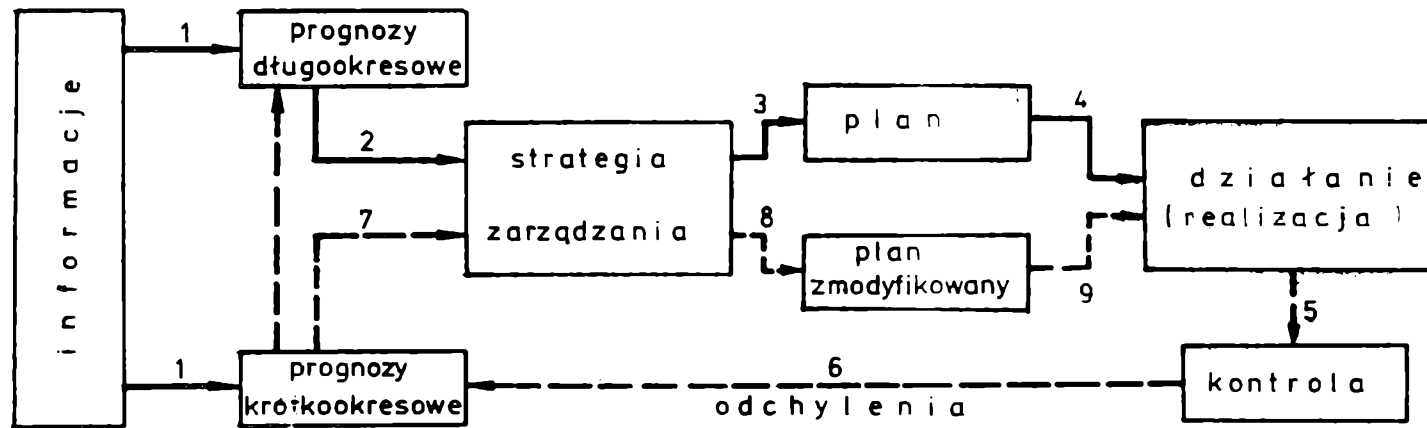 informacje
1
prognozy
długookresowe
2
strategia
zarządzania
3
plan
4
działanie
(realizacja)
7
8
plan
zmodyfikowany
9
5
1
prognozy
krótkookresowe
6
odchylenia
kontrola